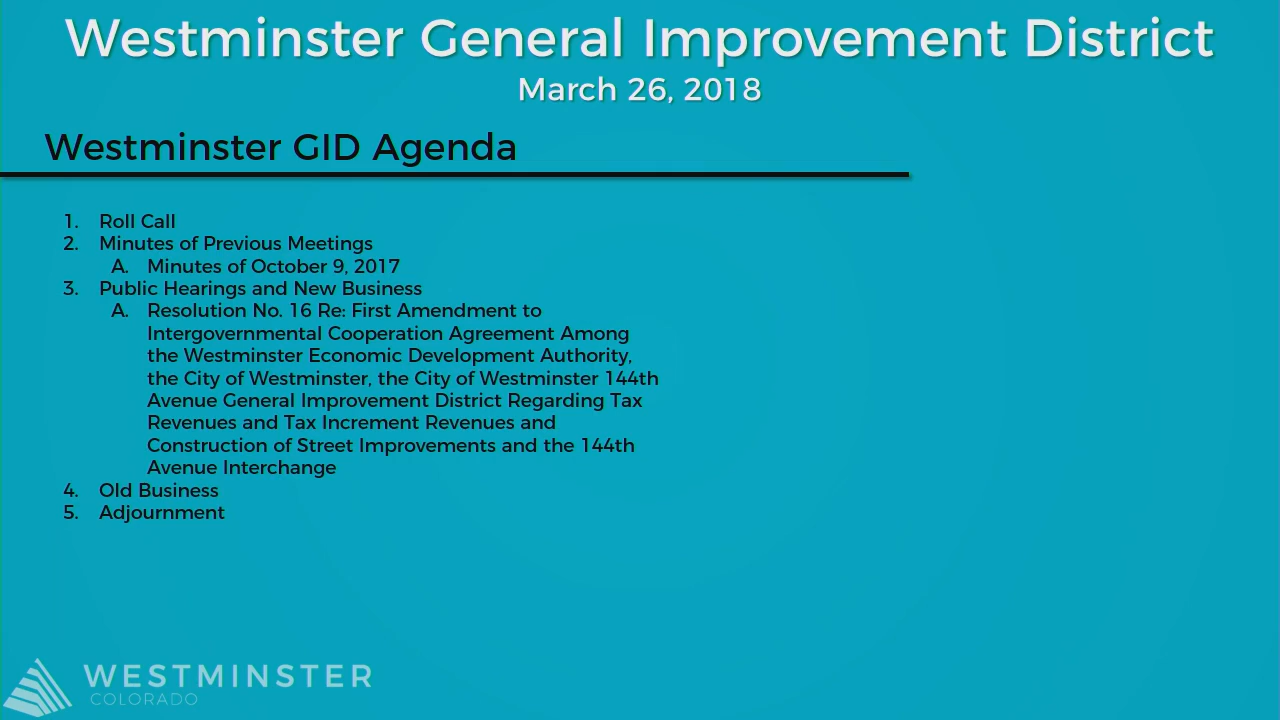 Westminster General Improvement District
March 26, 2018
Westminster GID Agenda
1. Roll Call
2. Minutes of Previous Meetings
A. Minutes of October 9, 2017
3. Public Hearings and New Business
A. Resolution No. 16 Re: First Amendment to
Intergovernmental Cooperation Agreement Among
the Westminster Economic Development Authority,
the City of Westminster, the City of Westminster 144th
Avenue General Improvement District Regarding Tax
Revenues and Tax Increment Revenues and
Construction of Street Improvements and the 144th
Avenue Interchange
4. Old Business
5. Adjournment
WESTMINSTER
COLORADO